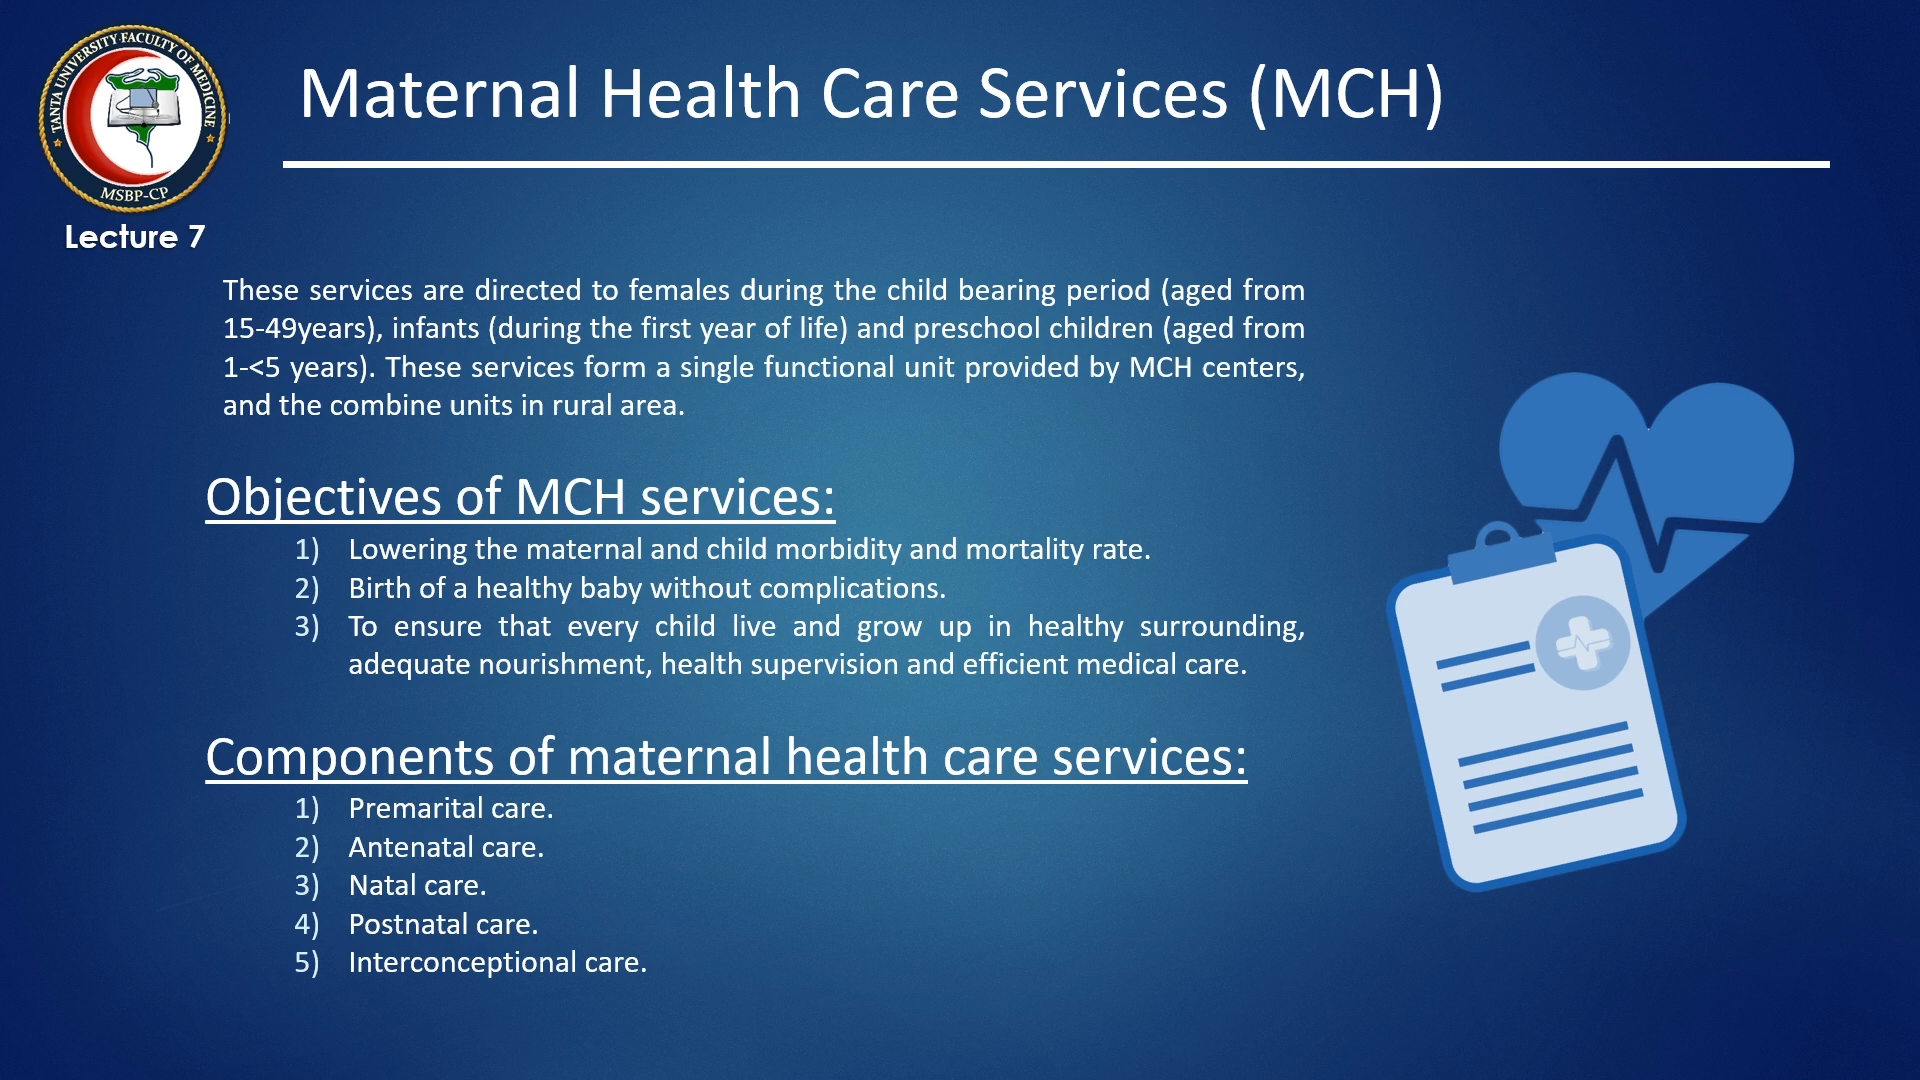 TANTA UNIVERSITY FACULTY OF MEDICINE
MSBP-CP
Lecture 7
Maternal Health Care Services (MCH)
These services are directed to females during the child bearing period (aged from
15-49years), infants (during the first year of life) and preschool children (aged from
1-<5 years). These services form a single functional unit provided by MCH centers,
and the combine units in rural area.
Objectives of MCH services:
1) Lowering the maternal and child morbidity and mortality rate.
2) Birth of a healthy baby without complications.
3) To ensure that every child live and grow up in healthy surrounding,
adequate nourishment, health supervision and efficient medical care.
Components of maternal health care services:
1) Premarital care.
2) Antenatal care.
3) Natal care.
4) Postnatal care.
5) Interconceptional care.